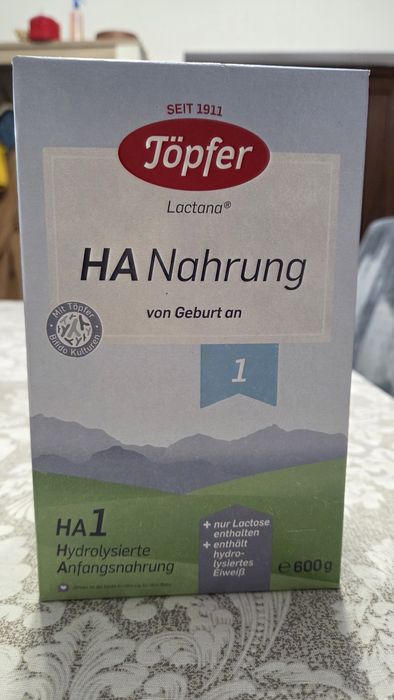 SEIT 1911
Töpfer
Lactana®
HA Nahrung
von Geburt an
Mit Töpfer
Bifido Kulturen
1
HA1
Hydrolysierte
Anfangsnahrung
+ nur Lactose
enthalten
+ enthält
hydro-
lysiertes
Eiweiß
℮ 600g